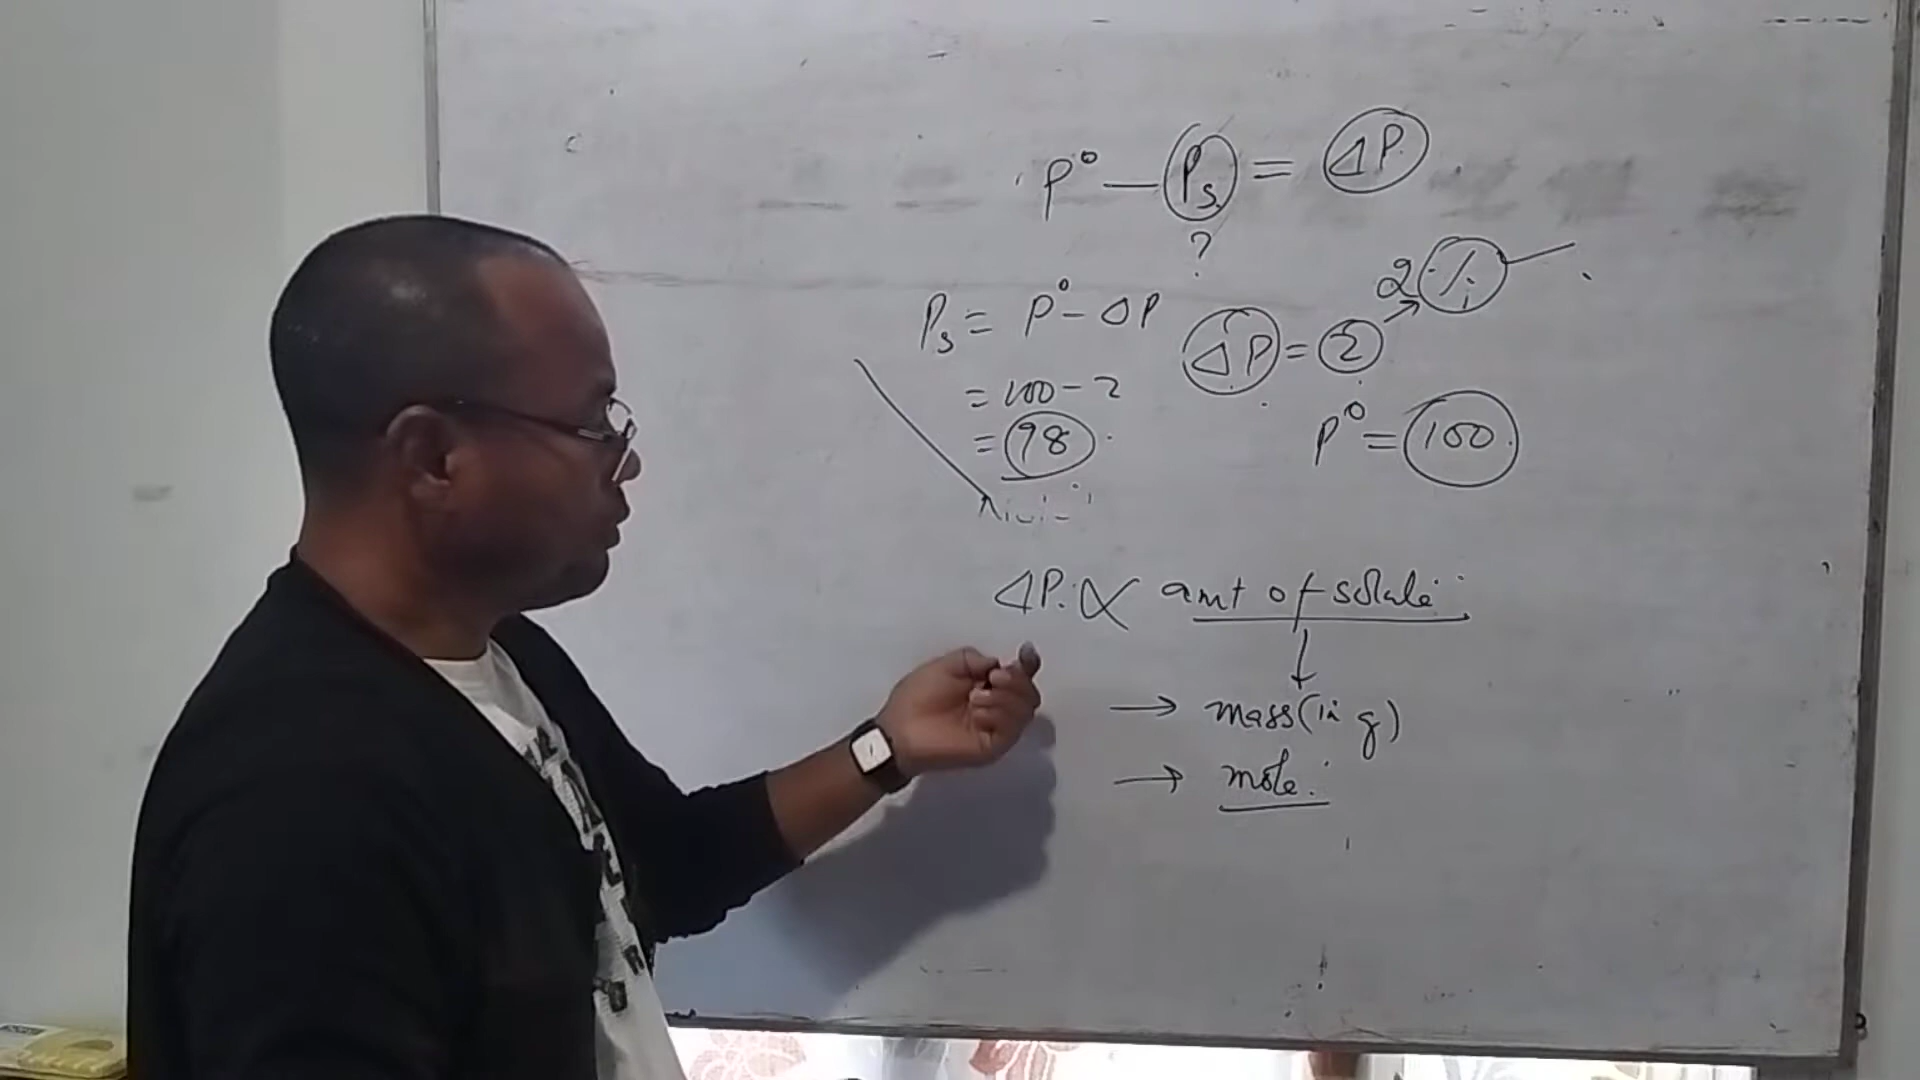 P° — Ps = ΔP
?
2%
Ps = P° - ΔP
ΔP = 2
= 100 - 2
= 98
P° = 100
ΔP ∝ amt of solute
→ mass (in g)
→ mole